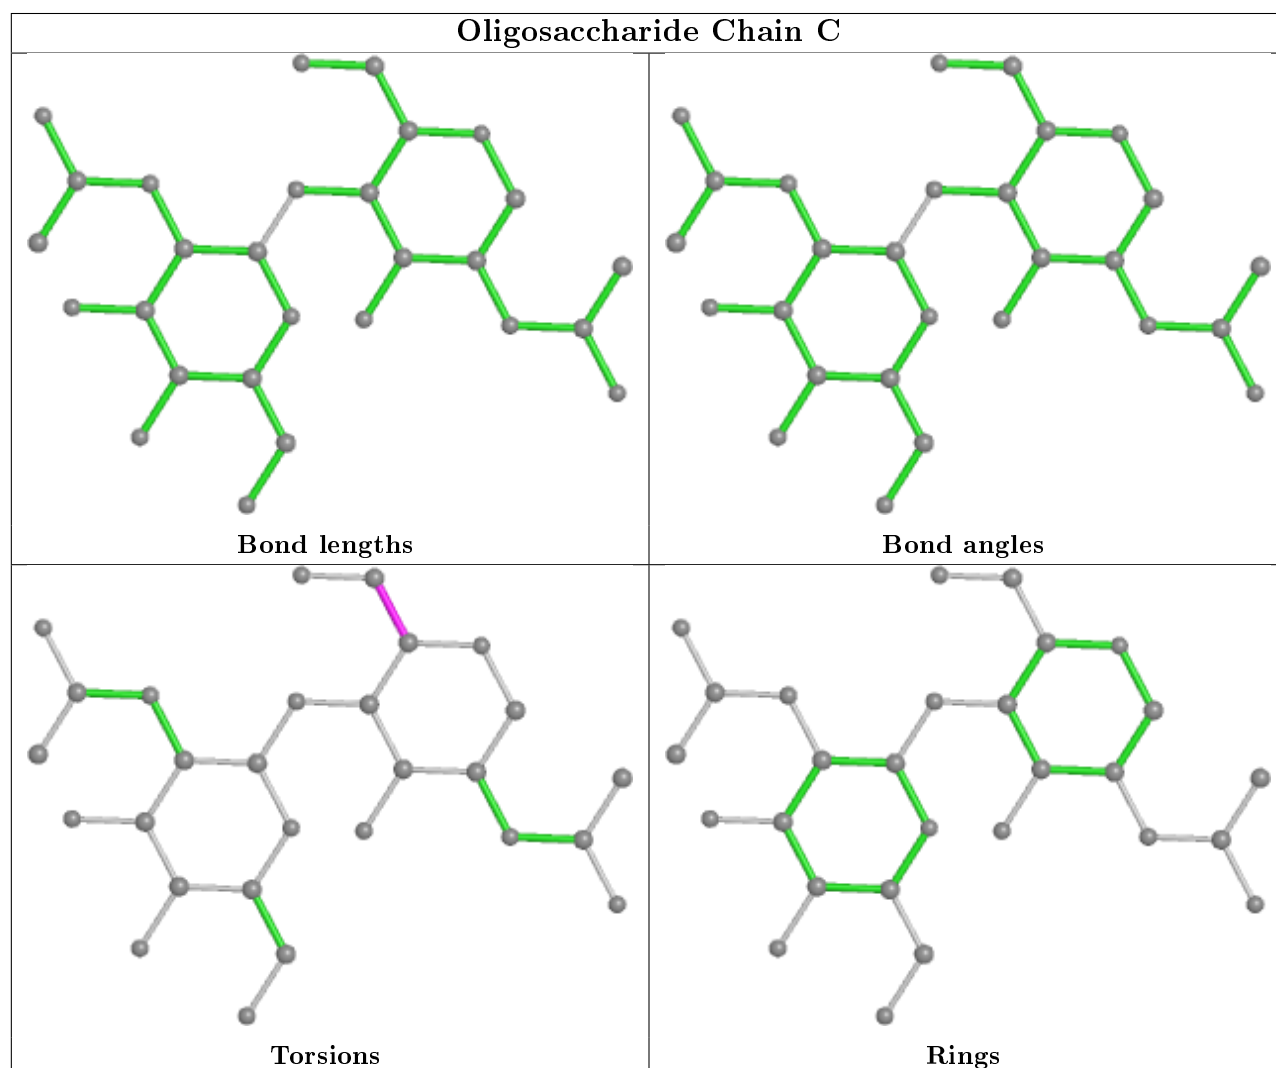 Oligosaccharide Chain C
Bond lengths
Bond angles
Torsions
Rings